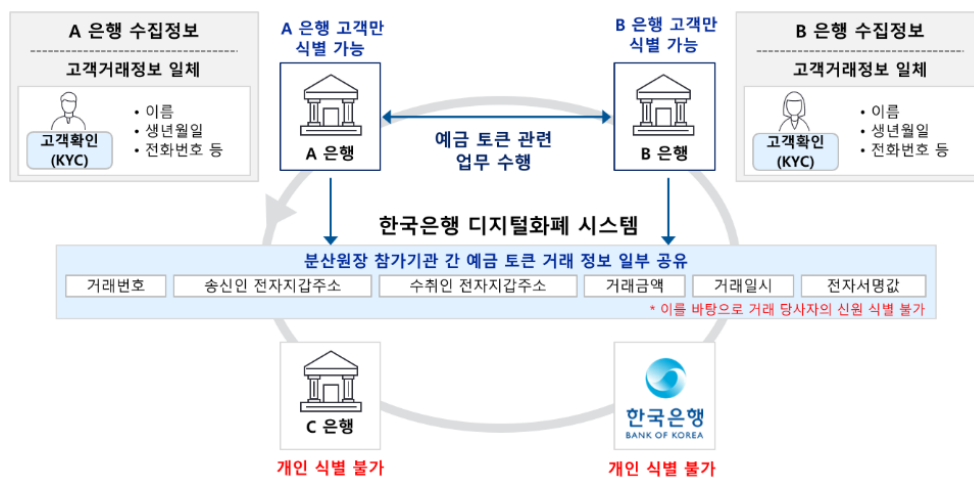 A 은행 수집정보
고객거래정보 일체
고객확인
(KYC)
• 이름
• 생년월일
• 전화번호 등
A 은행 고객만
식별 가능
A 은행
예금 토큰 관련
업무 수행
B 은행 고객만
식별 가능
B 은행
B 은행 수집정보
고객거래정보 일체
고객확인
(KYC)
• 이름
• 생년월일
• 전화번호 등
한국은행 디지털화폐 시스템
분산원장 참가기관 간 예금 토큰 거래 정보 일부 공유
거래번호
송신인 전자지갑주소
수취인 전자지갑주소
거래금액
거래일시
전자서명값
* 이를 바탕으로 거래 당사자의 신원 식별 불가
C 은행
개인 식별 불가
한국은행
BANK OF KOREA
개인 식별 불가